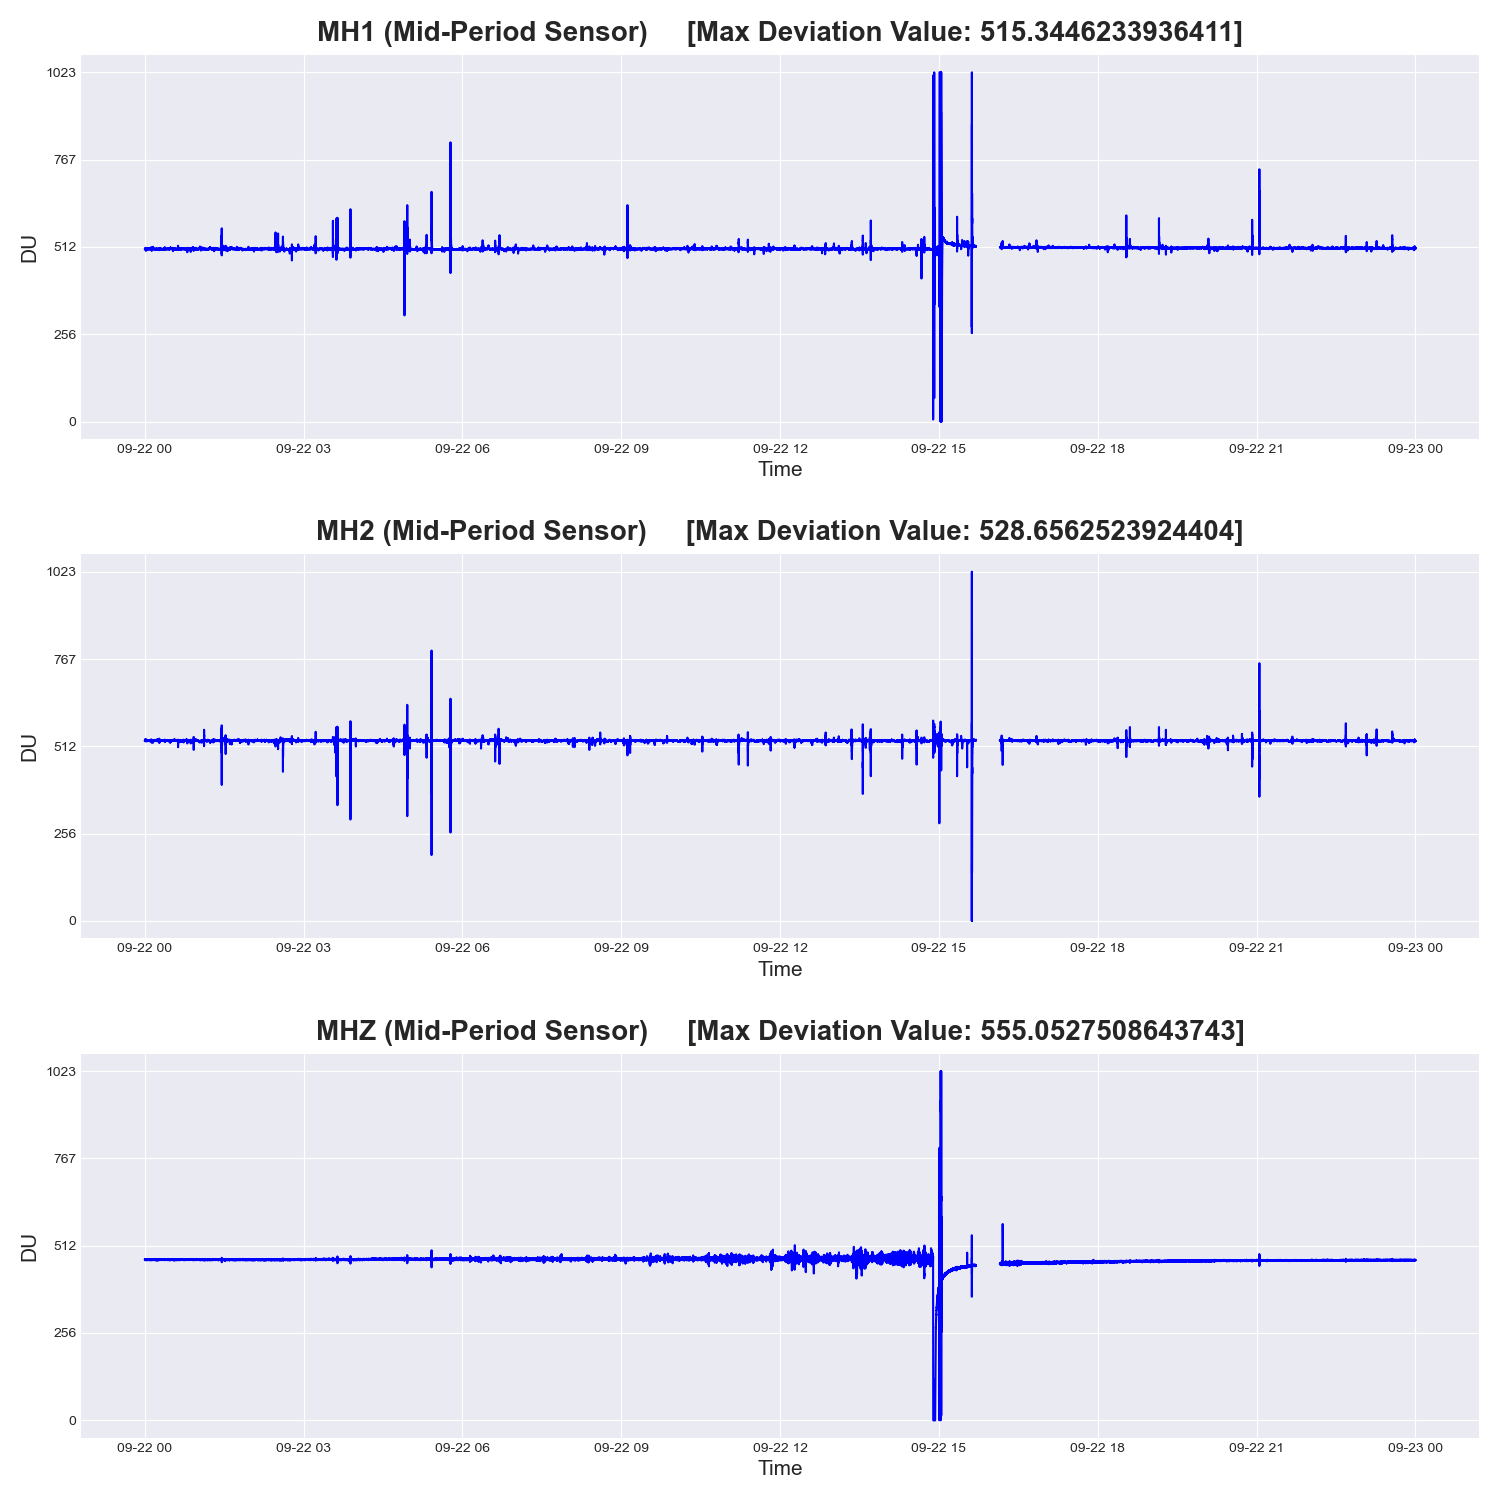 MH1 (Mid-Period Sensor) [Max Deviation Value: 515.3446233936411]
1023
767
512
256
0
DU
09-22 00 09-22 03 09-22 06 09-22 09 09-22 12 09-22 15 09-22 18 09-22 21 09-23 00
Time
MH2 (Mid-Period Sensor) [Max Deviation Value: 528.6562523924404]
1023
767
512
256
0
DU
09-22 00 09-22 03 09-22 06 09-22 09 09-22 12 09-22 15 09-22 18 09-22 21 09-23 00
Time
MHZ (Mid-Period Sensor) [Max Deviation Value: 555.0527508643743]
1023
767
512
256
0
DU
09-22 00 09-22 03 09-22 06 09-22 09 09-22 12 09-22 15 09-22 18 09-22 21 09-23 00
Time